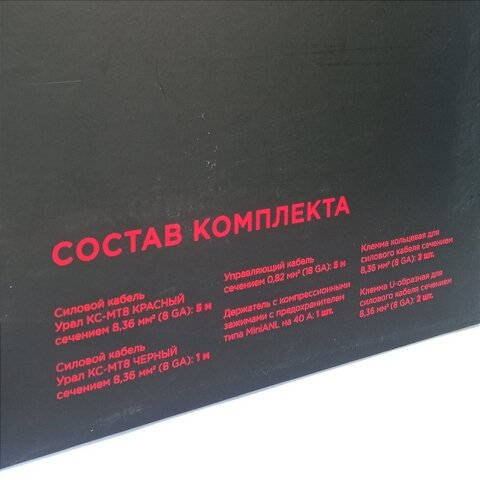 СОСТАВ КОМПЛЕКТА
Силовой кабель
Урал КС-МТ8 КРАСНЫЙ
сечением 8,36 мм² (8 GA): 5 м
Силовой кабель
Урал КС-МТ8 ЧЕРНЫЙ
сечением 8,36 мм² (8 GA): 1 м
Управляющий кабель
сечением 0,82 мм² (18 GA): 5 м
Держатель с компрессионными
зажимами с предохранителем
типа MiniANL на 40 А: 1 шт.
Клемма кольцевая для
силового кабеля сечением
8,36 мм² (8 GA): 2 шт.
Клемма U-образная для
силового кабеля сечением
8,36 мм² (8 GA): 2 шт.